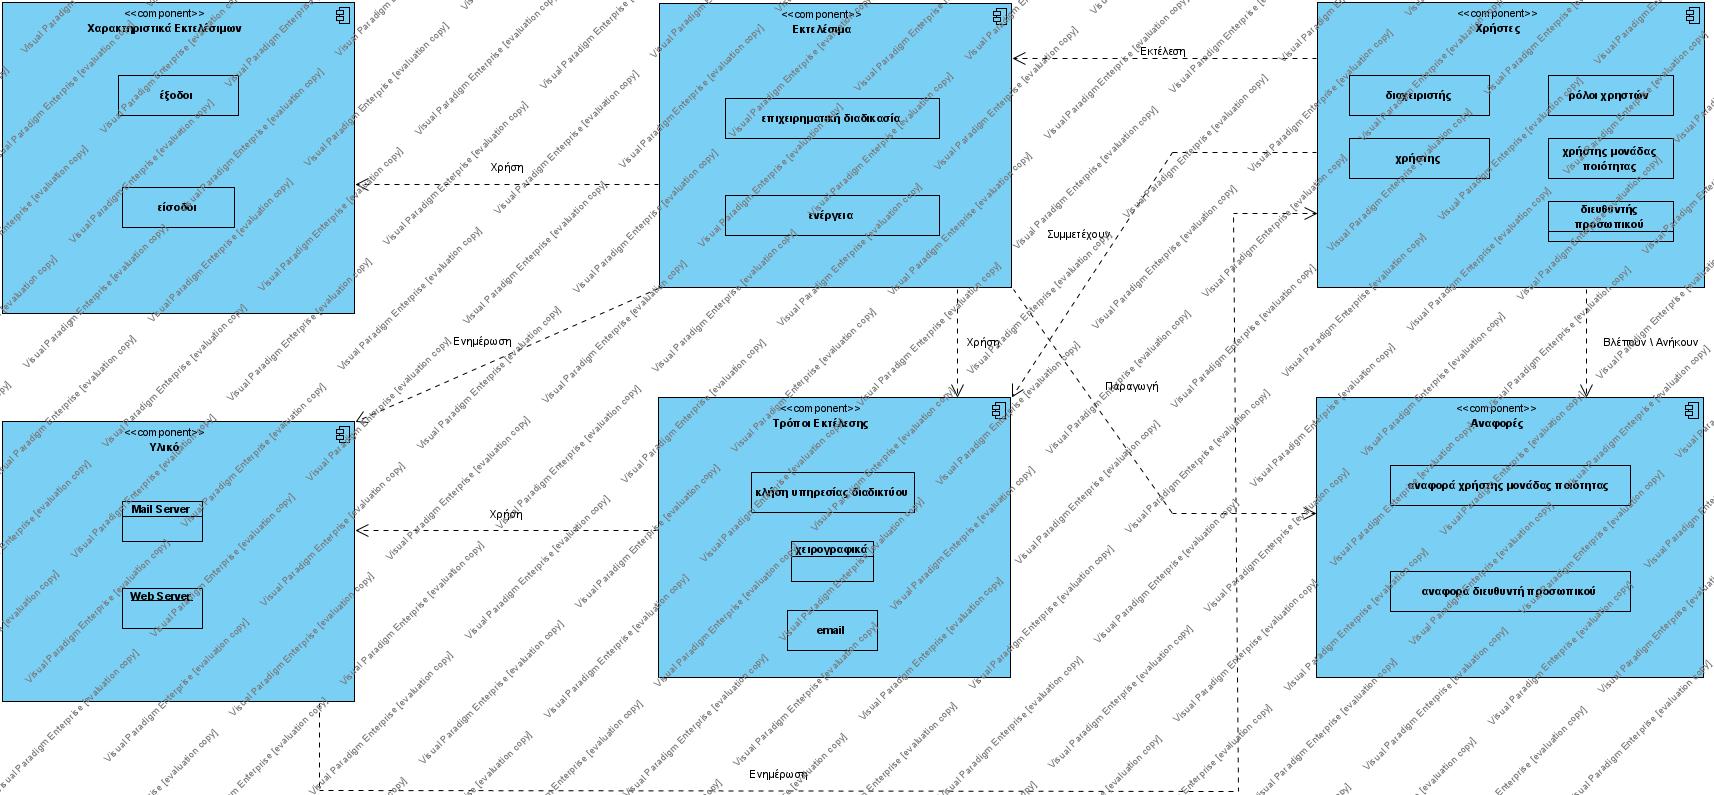 <<component>>
Χαρακτηριστικά Εκτελέσιμων
έξοδοι
είσοδοι
<<component>>
Εκτελέσιμα
επιχειρηματική διαδικασία
ενέργεια
<<component>>
Χρήστες
διαχειριστής
ρόλοι χρηστών
χρήστης
χρήστης μονάδας
ποιότητας
διευθυντής
προσωπικού
Εκτέλεση
Χρήση
Συμμετέχουν
Ενημέρωση
Χρήση
Παραγωγή
Βλέπουν \ Ανήκουν
<<component>>
Υλικό
Mail Server
Web Server
Χρήση
<<component>>
Τρόποι Εκτέλεσης
κλήση υπηρεσίας διαδικτύου
χειρογραφικά
email
<<component>>
Αναφορές
αναφορά χρήστης μονάδας ποιότητας
αναφορά διευθυντή προσωπικού
Ενημέρωση
Visual Paradigm Enterprise [evaluation copy]